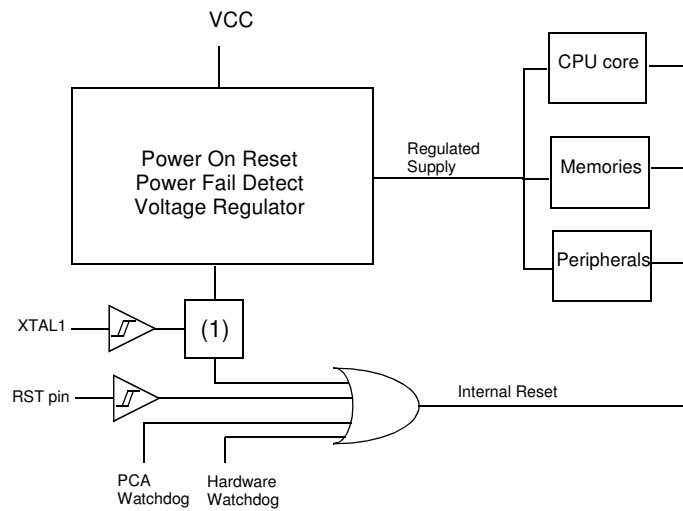 VCC
CPU core
Power On Reset
Power Fail Detect
Voltage Regulator
Regulated
Supply
Memories
Peripherals
XTAL1
(1)
RST pin
Internal Reset
PCA
Watchdog
Hardware
Watchdog